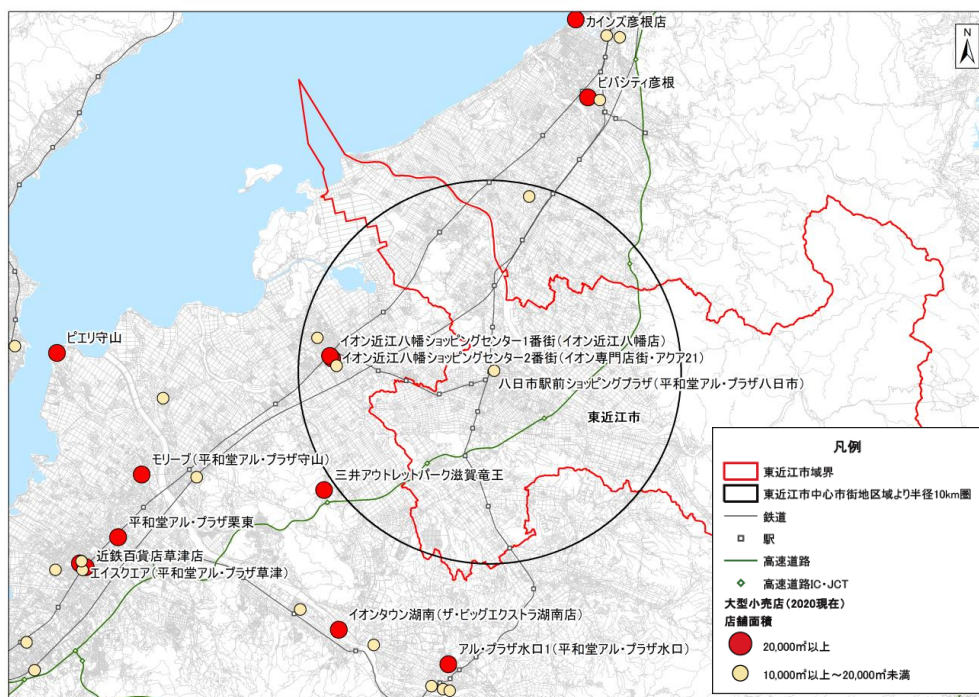 カインズ彦根店
N
ビバシティ彦根
ピエリ守山
イオン近江八幡ショッピングセンター1番街(イオン近江八幡店)
イオン近江八幡ショッピングセンター2番街(イオン専門店街・アクア21)
八日市駅前ショッピングプラザ(平和堂アル・プラザ八日市)
東近江市
モリーブ(平和堂アル・プラザ守山)
三井アウトレットパーク滋賀竜王
平和堂アル・プラザ栗東
近鉄百貨店草津店
エイスクエア(平和堂アル・プラザ草津)
イオンタウン湖南(ザ・ビッグエクストラ湖南店)
アル・プラザ水口1(平和堂アル・プラザ水口)
凡例
東近江市域界
東近江市中心市街地区域より半径10km圏
鉄道
駅
高速道路
高速道路IC・JCT
大型小売店(2020現在)
店舗面積
20,000㎡以上
10,000㎡以上~20,000㎡未満